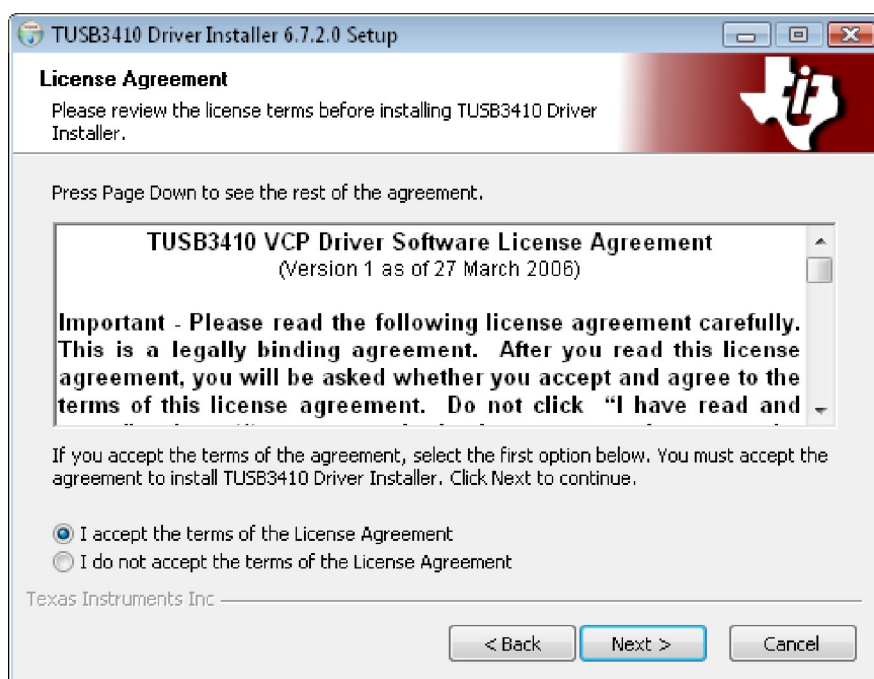 TUSB3410 Driver Installer 6.7.2.0 Setup
License Agreement
Please review the license terms before installing TUSB3410 Driver
Installer.
Press Page Down to see the rest of the agreement.
TUSB3410 VCP Driver Software License Agreement
(Version 1 as of 27 March 2006)
Important - Please read the following license agreement carefully.
This is a legally binding agreement. After you read this license
agreement, you will be asked whether you accept and agree to the
terms of this license agreement. Do not click “I have read and
If you accept the terms of the agreement, select the first option below. You must accept the
agreement to install TUSB3410 Driver Installer. Click Next to continue.
I accept the terms of the License Agreement
I do not accept the terms of the License Agreement
Texas Instruments Inc
< Back Next > Cancel